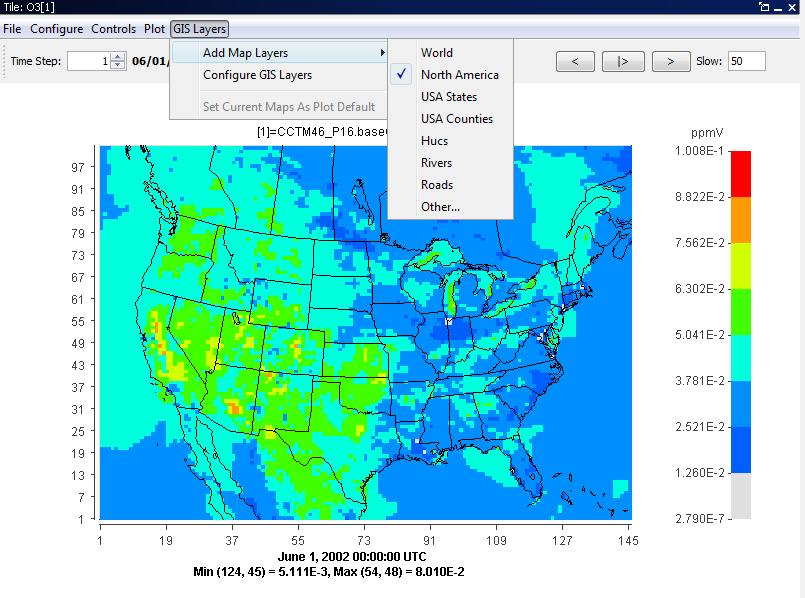 Tile: O3[1]
File Configure Controls Plot GIS Layers
Time Step: 1 06/01/
< |> > Slow: 50
Add Map Layers
Configure GIS Layers
Set Current Maps As Plot Default
World
North America
USA States
USA Counties
Hucs
Rivers
Roads
Other...
[1]=CCTM46_P16.base
ppmV
1.008E-1
8.822E-2
7.562E-2
6.302E-2
5.041E-2
3.781E-2
2.521E-2
1.260E-2
2.790E-7
97
91
85
79
73
67
61
55
49
43
37
31
25
19
13
7
1
1 19 37 55 73 91 109 127 145
June 1, 2002 00:00:00 UTC
Min (124, 45) = 5.111E-3, Max (54, 48) = 8.010E-2